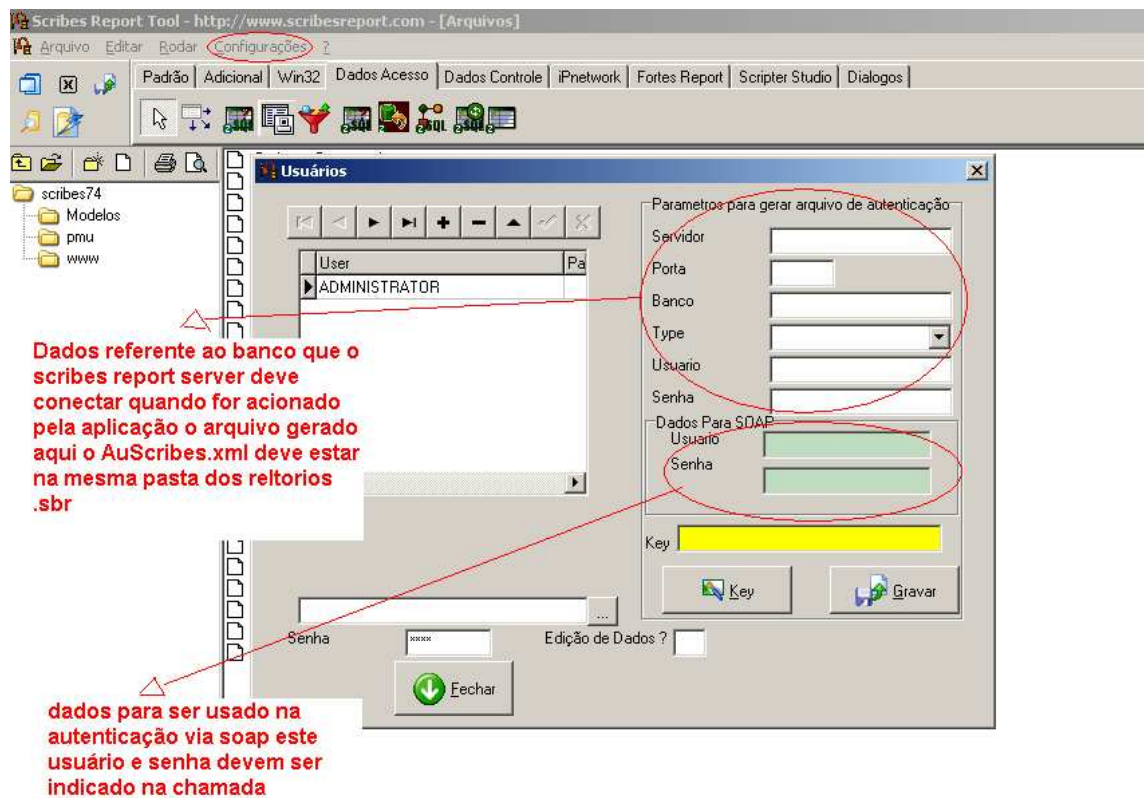 Scribes Report Tool - http://www.scribesreport.com - [Arquivos]
Arquivo Editar Rodar Configurações ?
Padrão Adicional Win32 Dados Acesso Dados Controle iPnetwork Fortes Report Scripter Studio Dialogos
scribes74
Modelos
pmu
www
Usuários
User Pa
ADMINISTRATOR
Parametros para gerar arquivo de autenticação
Servidor
Porta
Banco
Type
Usuario
Senha
Dados Para SOAP
Usuario
Senha
Key
Key Gravar
Senha **** Edição de Dados ?
Fechar
Dados referente ao banco que o
scribes report server deve
conectar quando for acionado
pela aplicação o arquivo gerado
aqui o AuScribes.xml deve estar
na mesma pasta dos reltorios
.sbr
dados para ser usado na
autenticação via soap este
usuário e senha devem ser
indicado na chamada